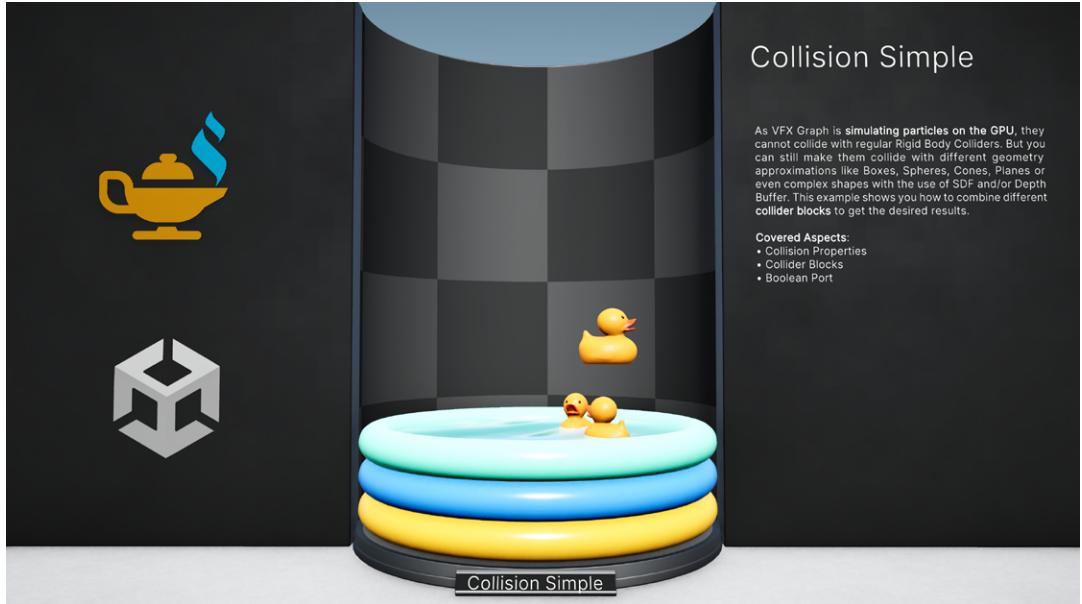 Collision Simple
As VFX Graph is simulating particles on the GPU, they
cannot collide with regular Rigid Body Colliders. But you
can still make them collide with different geometry
approximations like Boxes, Spheres, Cones, Planes or
even complex shapes with the use of SDF and/or Depth
Buffer. This example shows you how to combine different
collider blocks to get the desired results.
Covered Aspects:
• Collision Properties
• Collider Blocks
• Boolean Port
Collision Simple